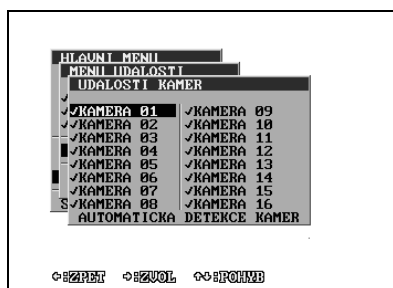 HLAVNI MENU
MENU UDALOSTI
UDALOSTI KAMER
✓KAMERA 01 ✓KAMERA 09
✓KAMERA 02 ✓KAMERA 10
✓KAMERA 03 ✓KAMERA 11
✓KAMERA 04 ✓KAMERA 12
✓KAMERA 05 ✓KAMERA 13
✓KAMERA 06 ✓KAMERA 14
✓KAMERA 07 ✓KAMERA 15
S ✓KAMERA 08 ✓KAMERA 16
AUTOMATICKA DETEKCE KAMER
←:ZPET →:ZVOL ↑↓:POHYB